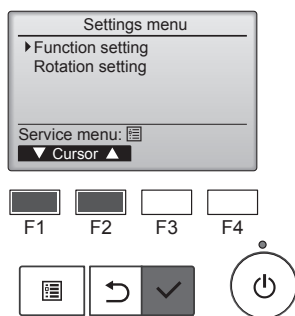 Settings menu
Function setting
Rotation setting
Service menu:
▼ Cursor ▲
F1 F2 F3 F4